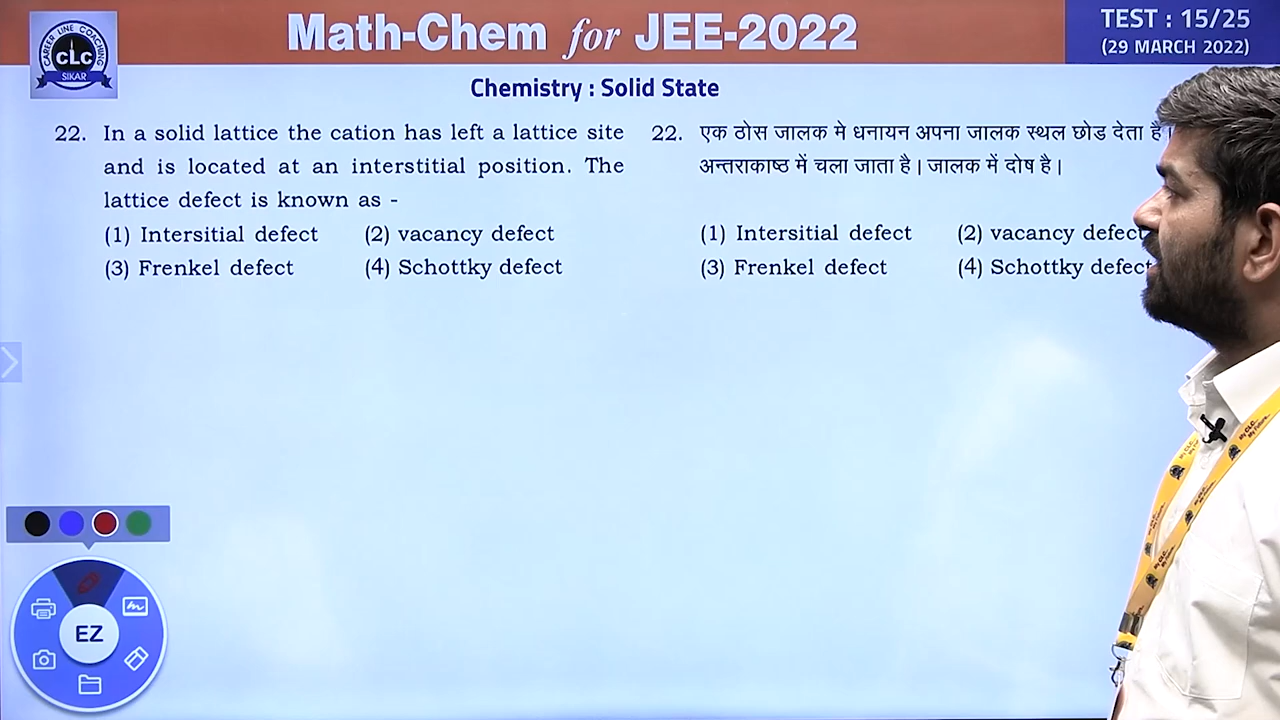 Math-Chem for JEE-2022
TEST : 15/25
(29 MARCH 2022)
CAREER LINE COACHING
CLC
SIKAR
Chemistry : Solid State
22. In a solid lattice the cation has left a lattice site
and is located at an interstitial position. The
lattice defect is known as -
(1) Intersitial defect (2) vacancy defect
(3) Frenkel defect (4) Schottky defect
22. एक ठोस जालक मे धनायन अपना जालक स्थल छोड देता है।
अन्तराकाष्ठ में चला जाता है। जालक में दोष है।
(1) Intersitial defect (2) vacancy defect
(3) Frenkel defect (4) Schottky defect
EZ
My CLC..
My Future..